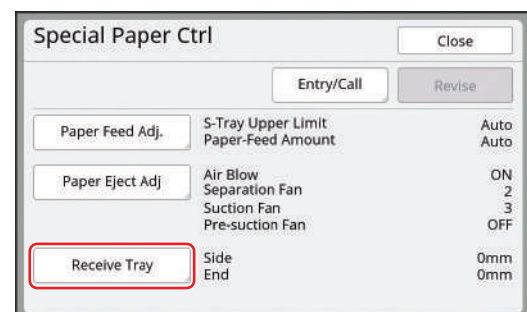 Special Paper Ctrl
Close
Entry/Call
Revise
Paper Feed Adj.
S-Tray Upper Limit Auto
Paper-Feed Amount Auto
Paper Eject Adj
Air Blow ON
Separation Fan 2
Suction Fan 3
Pre-suction Fan OFF
Receive Tray
Side 0mm
End 0mm